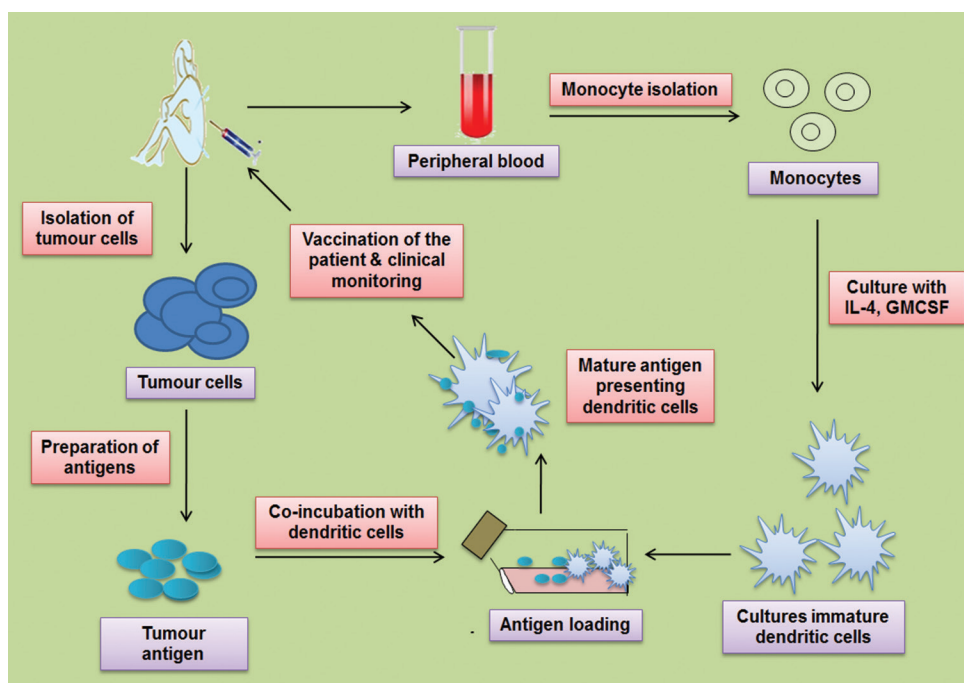 Monocyte isolation
Peripheral blood
Monocytes
Isolation of
tumour cells
Vaccination of the
patient & clinical
monitoring
Culture with
IL-4, GMCSF
Tumour cells
Mature antigen
presenting
dendritic cells
Preparation of
antigens
Co-incubation with
dendritic cells
Tumour
antigen
Antigen loading
Cultures immature
dendritic cells